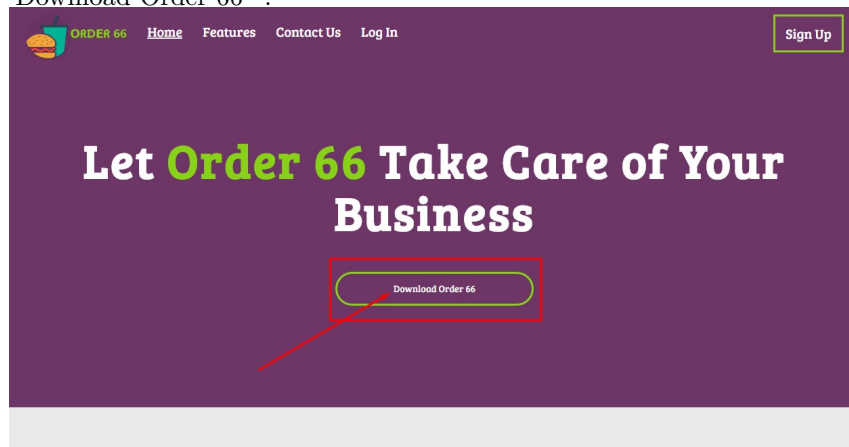 "Download Order 66".
ORDER 66 Home Features Contact Us Log In Sign Up
Let Order 66 Take Care of Your
Business
Download Order 66